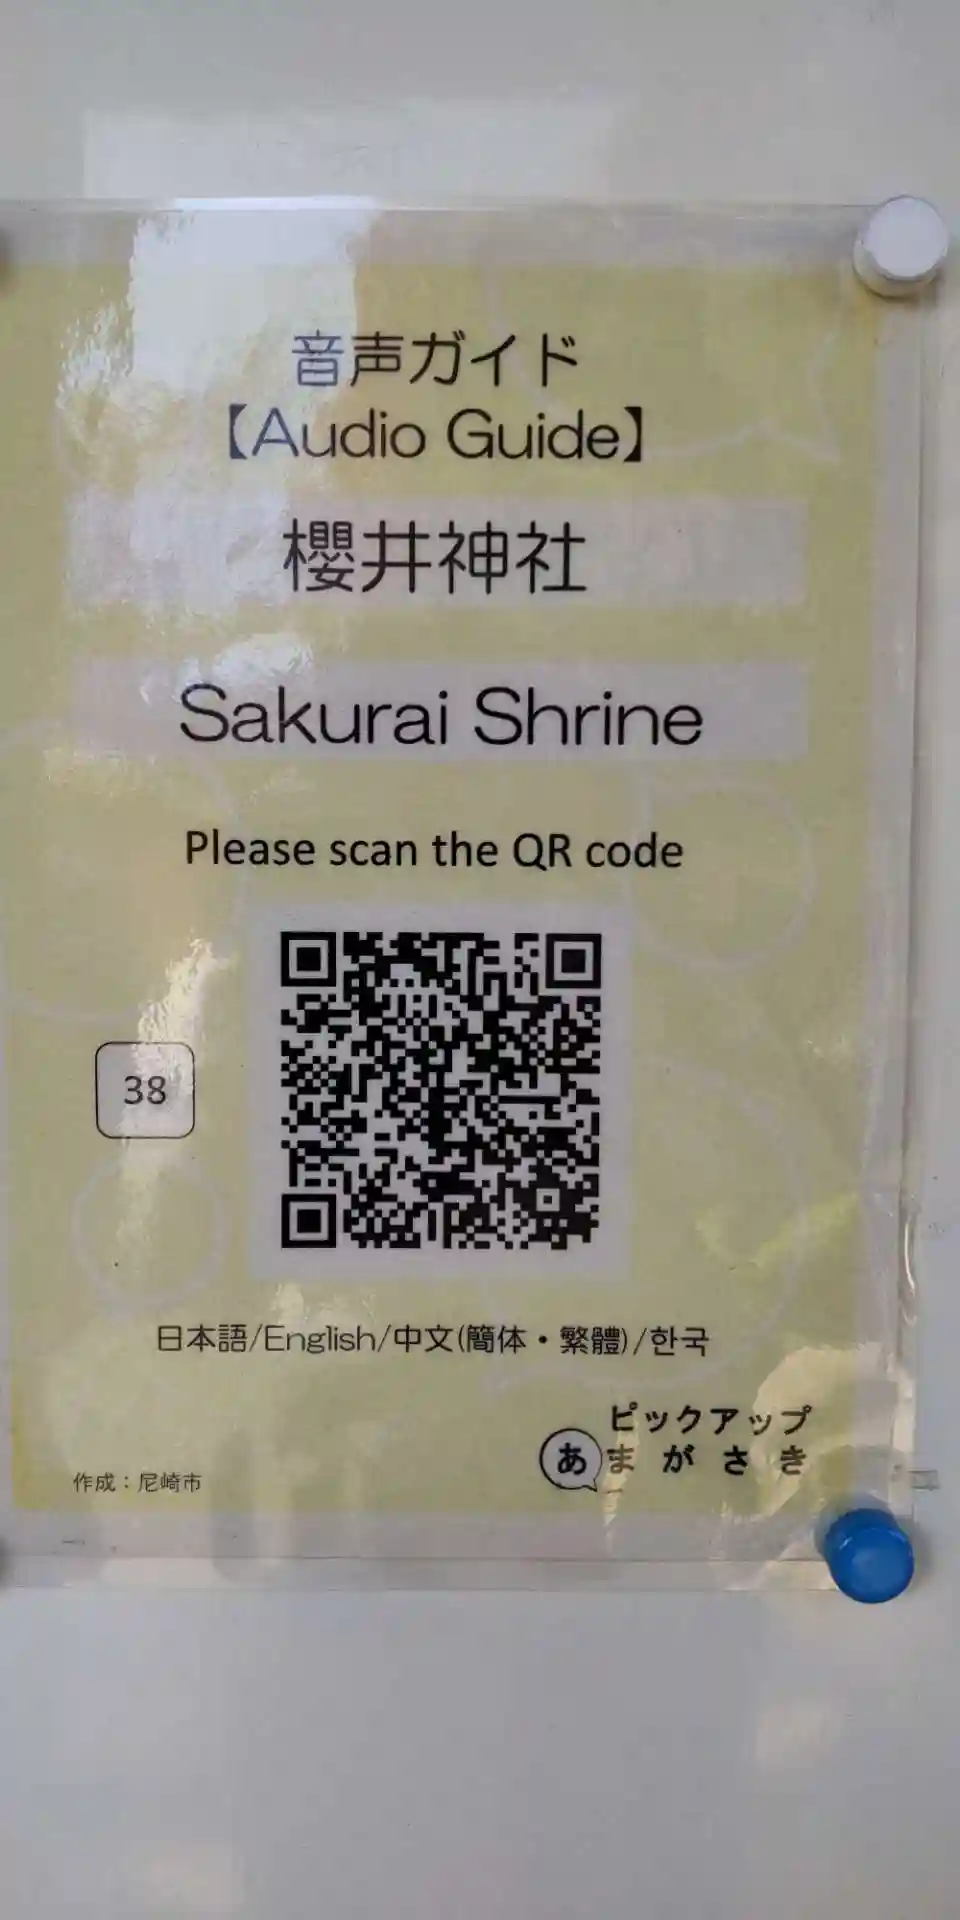 音声ガイド
【Audio Guide】
櫻井神社
Sakurai Shrine
Please scan the QR code
38
日本語/English/中文(簡体・繁體)/한국
ピックアップ
あまがさき
作成：尼崎市